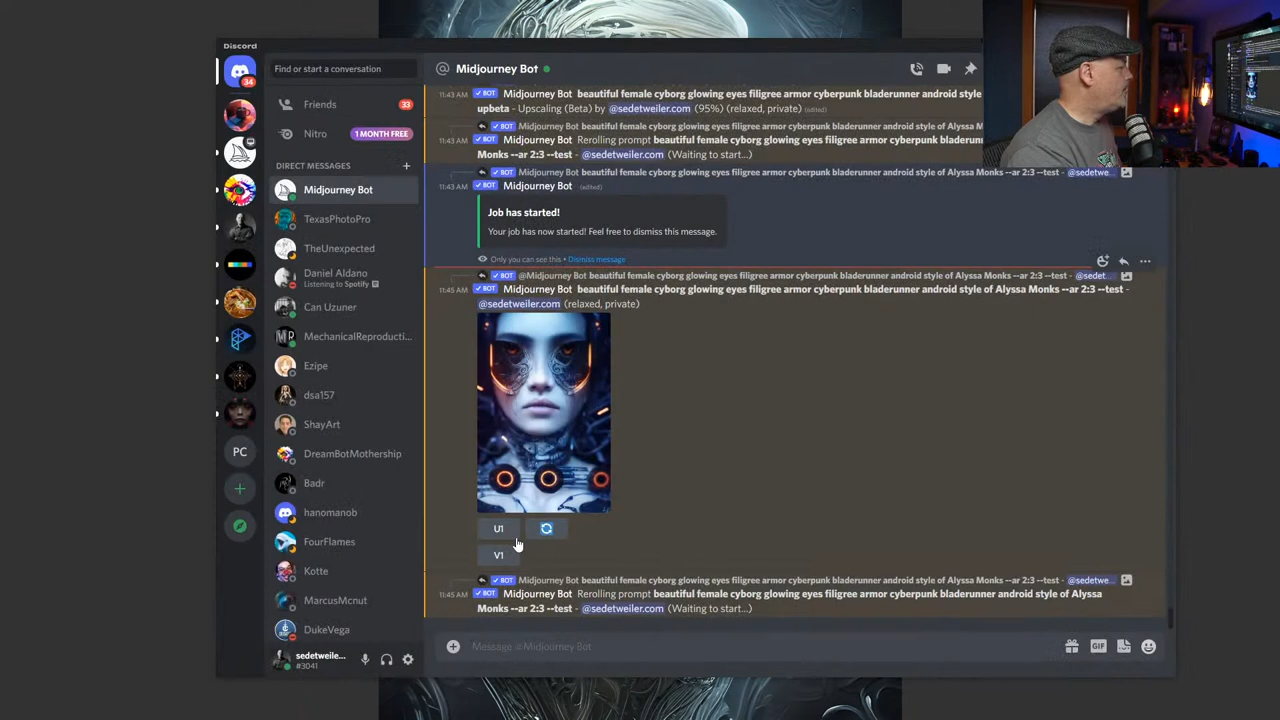 Discord
34
Find or start a conversation
@ Midjourney Bot
Friends 33
Nitro 1 MONTH FREE
DIRECT MESSAGES
Midjourney Bot
TexasPhotoPro
TheUnexpected
Daniel Aldano
Listening to Spotify
Can Uzuner
MechanicalReproducti...
Ezipe
dsa157
ShayArt
DreamBotMothership
Badr
hanomanob
FourFlames
Kotte
MarcusMcnut
DukeVega
PC
sedetweile...
#3041
11:43 AM BOT Midjourney Bot beautiful female cyborg glowing eyes filigree armor cyberpunk bladerunner android style
upbeta - Upscaling (Beta) by @sedetweiler.com (95%) (relaxed, private) (edited)
BOT Midjourney Bot beautiful female cyborg glowing eyes filigree armor cyberpunk bladerunner android style of Alyssa
11:43 AM BOT Midjourney Bot Rerolling prompt beautiful female cyborg glowing eyes filigree armor cyberpunk bladerun
Monks --ar 2:3 --test - @sedetweiler.com (Waiting to start...)
BOT Midjourney Bot beautiful female cyborg glowing eyes filigree armor cyberpunk bladerunner android style of Alyssa Monks --ar 2:3 --test - @sedetwe...
11:43 AM BOT Midjourney Bot (edited)
Job has started!
Your job has now started! Feel free to dismiss this message.
Only you can see this • Dismiss message
BOT @Midjourney Bot beautiful female cyborg glowing eyes filigree armor cyberpunk bladerunner android style of Alyssa Monks --ar 2:3 --test - @sedet...
11:45 AM BOT Midjourney Bot beautiful female cyborg glowing eyes filigree armor cyberpunk bladerunner android style of Alyssa Monks --ar 2:3 --test -
@sedetweiler.com (relaxed, private)
U1
V1
BOT Midjourney Bot beautiful female cyborg glowing eyes filigree armor cyberpunk bladerunner android style of Alyssa Monks --ar 2:3 --test - @sedetwe...
11:45 AM BOT Midjourney Bot Rerolling prompt beautiful female cyborg glowing eyes filigree armor cyberpunk bladerunner android style of Alyssa
Monks --ar 2:3 --test - @sedetweiler.com (Waiting to start...)
Message @Midjourney Bot
GIF